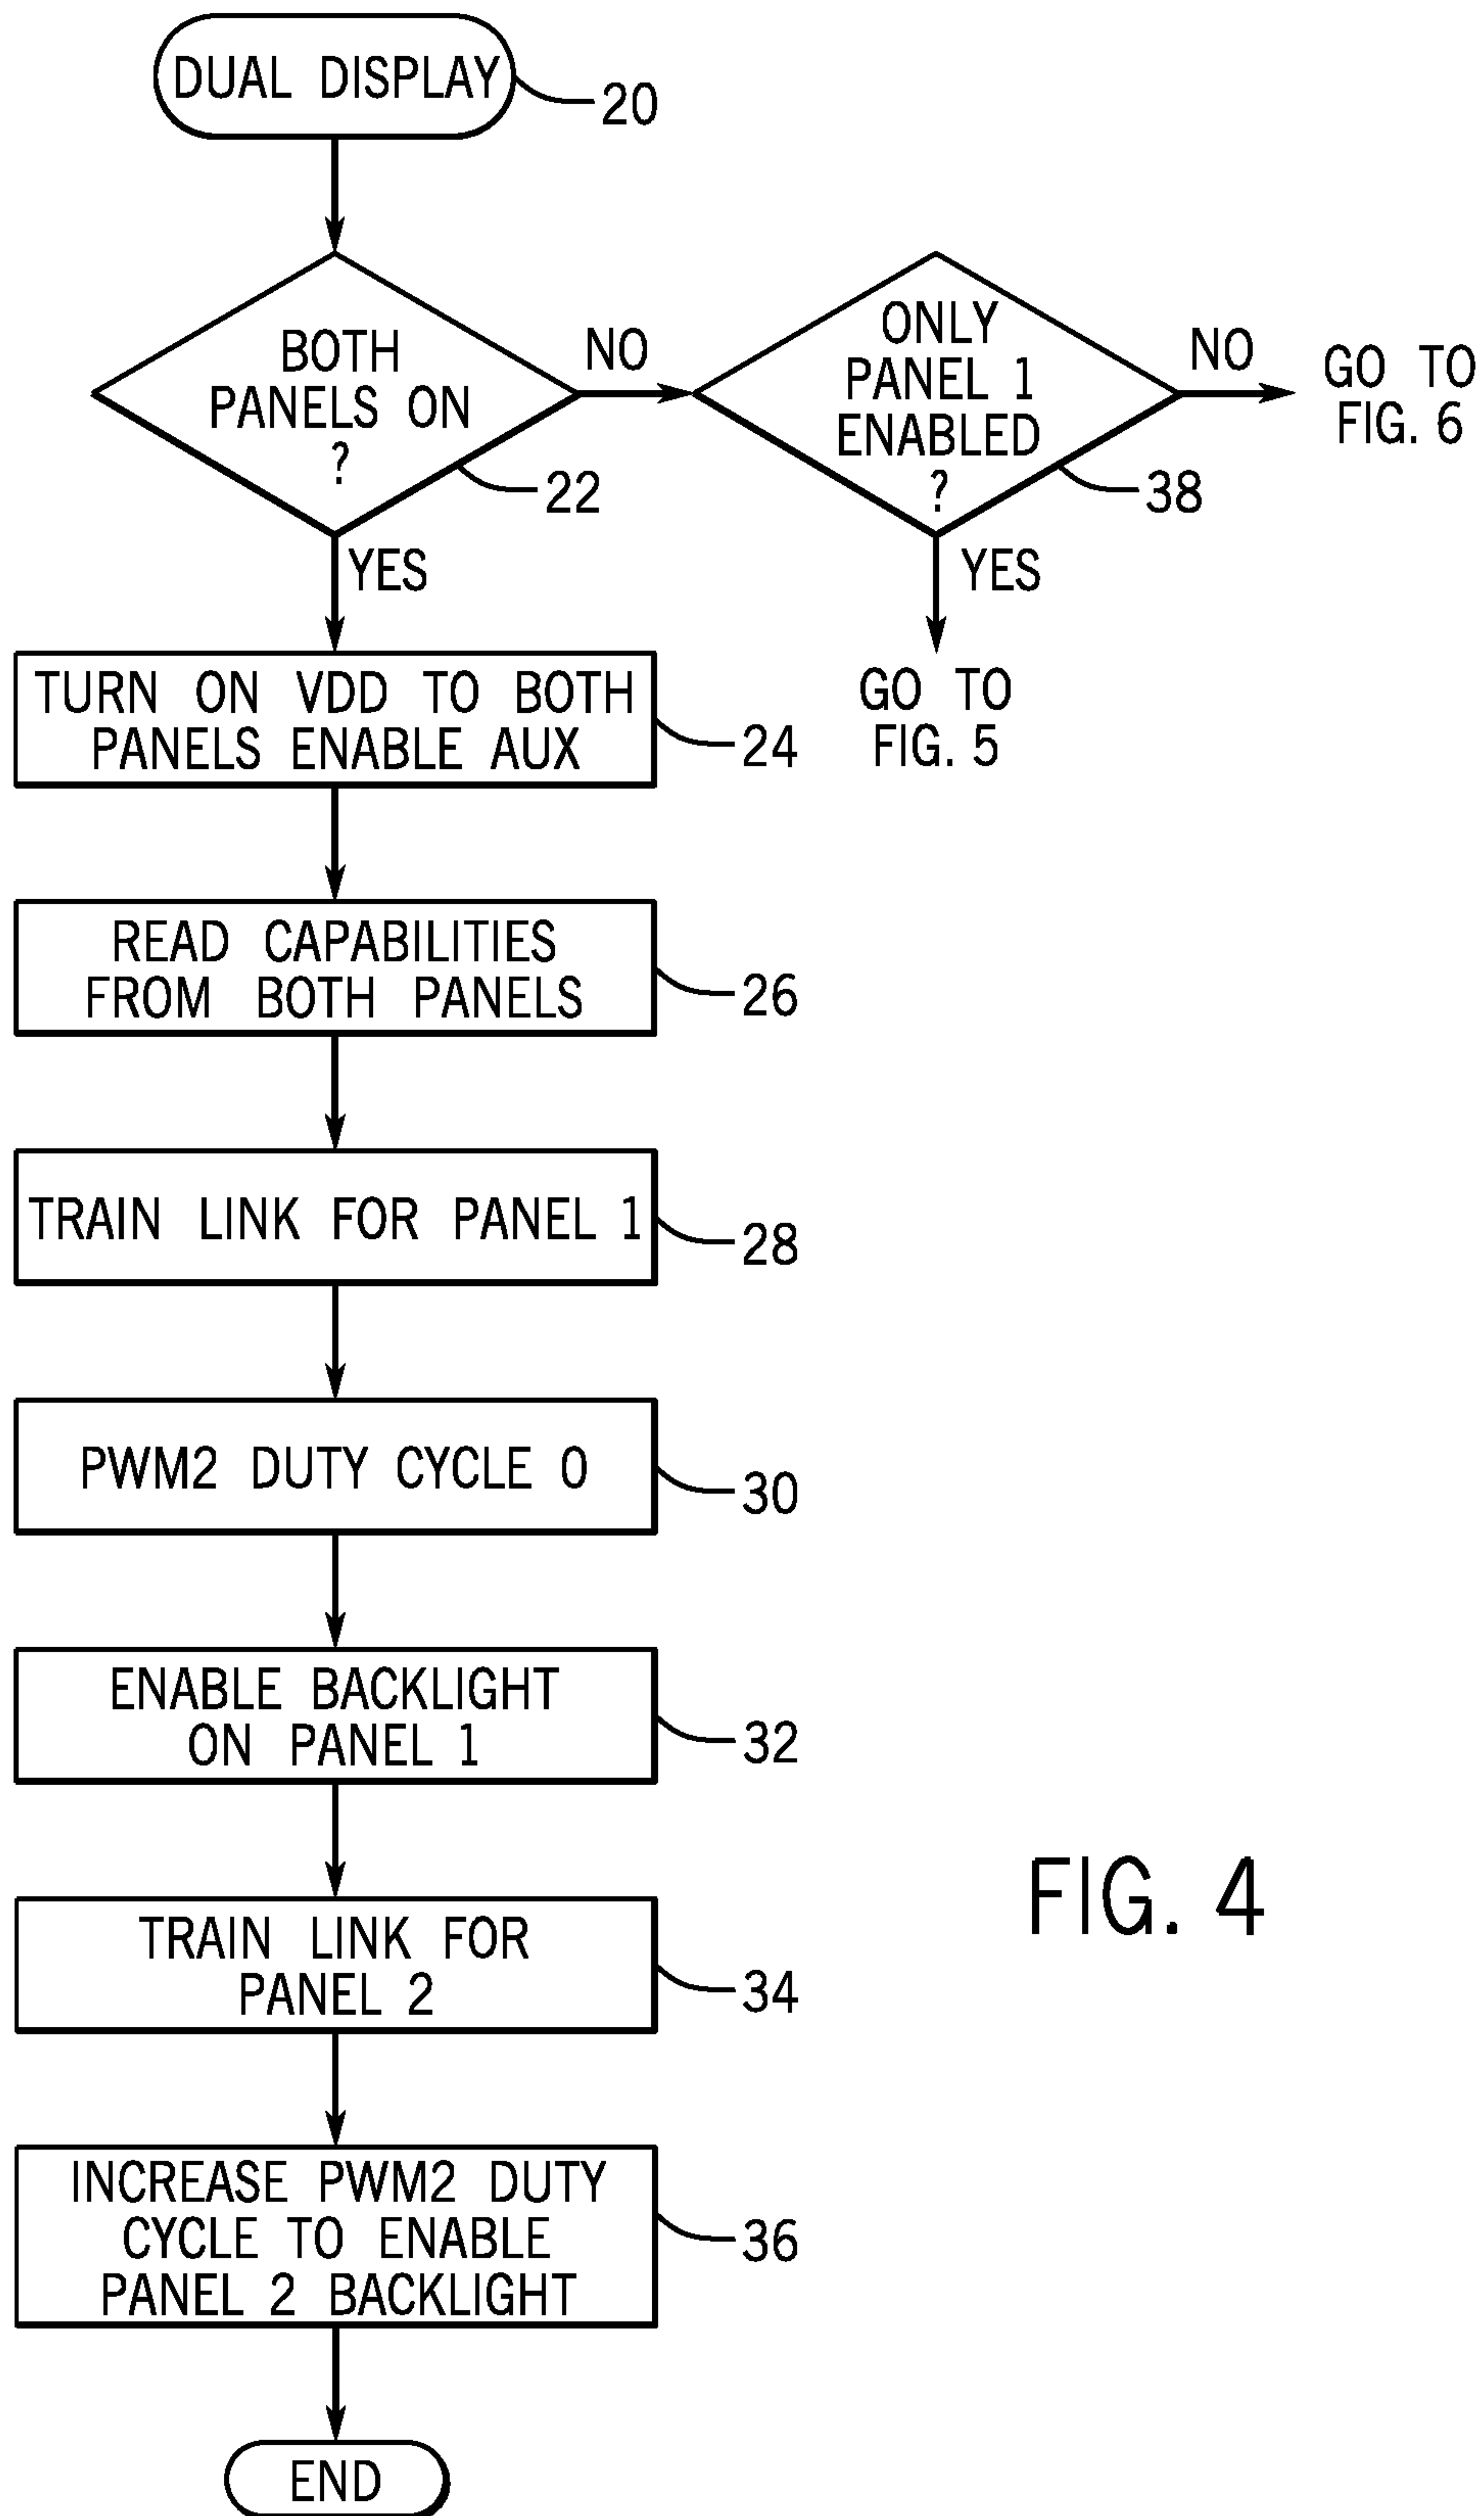 DUAL DISPLAY
20
BOTH
PANELS ON
?
22
NO
ONLY
PANEL 1
ENABLED
?
38
NO
GO TO
FIG. 6
YES
YES
GO TO
FIG. 5
TURN ON VDD TO BOTH
PANELS ENABLE AUX
24
READ CAPABILITIES
FROM BOTH PANELS
26
TRAIN LINK FOR PANEL 1
28
PWM2 DUTY CYCLE 0
30
ENABLE BACKLIGHT
ON PANEL 1
32
TRAIN LINK FOR
PANEL 2
34
FIG. 4
INCREASE PWM2 DUTY
CYCLE TO ENABLE
PANEL 2 BACKLIGHT
36
END